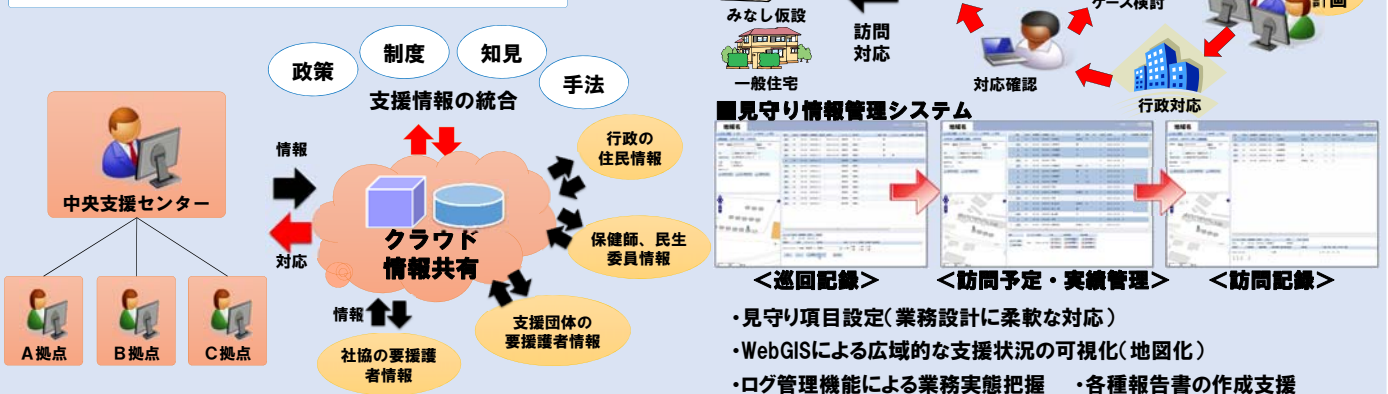 政策
制度
知見
手法
支援情報の統合
中央支援センター
A拠点
B拠点
C拠点
情報
対応
クラウド
情報共有
行政の
住民情報
保健師、民生
委員情報
支援団体の
要援護者情報
情報
社協の要援護
者情報
みなし仮設
一般住宅
訪問
対応
対応確認
ケース検討
計画
行政対応
■見守り情報管理システム
地域名
地域名
地域名
＜巡回記録＞
＜訪問予定・実績管理＞
＜訪問記録＞
・見守り項目設定（業務設計に柔軟な対応）
・WebGISによる広域的な支援状況の可視化（地図化）
・ログ管理機能による業務実態把握　・各種報告書の作成支援